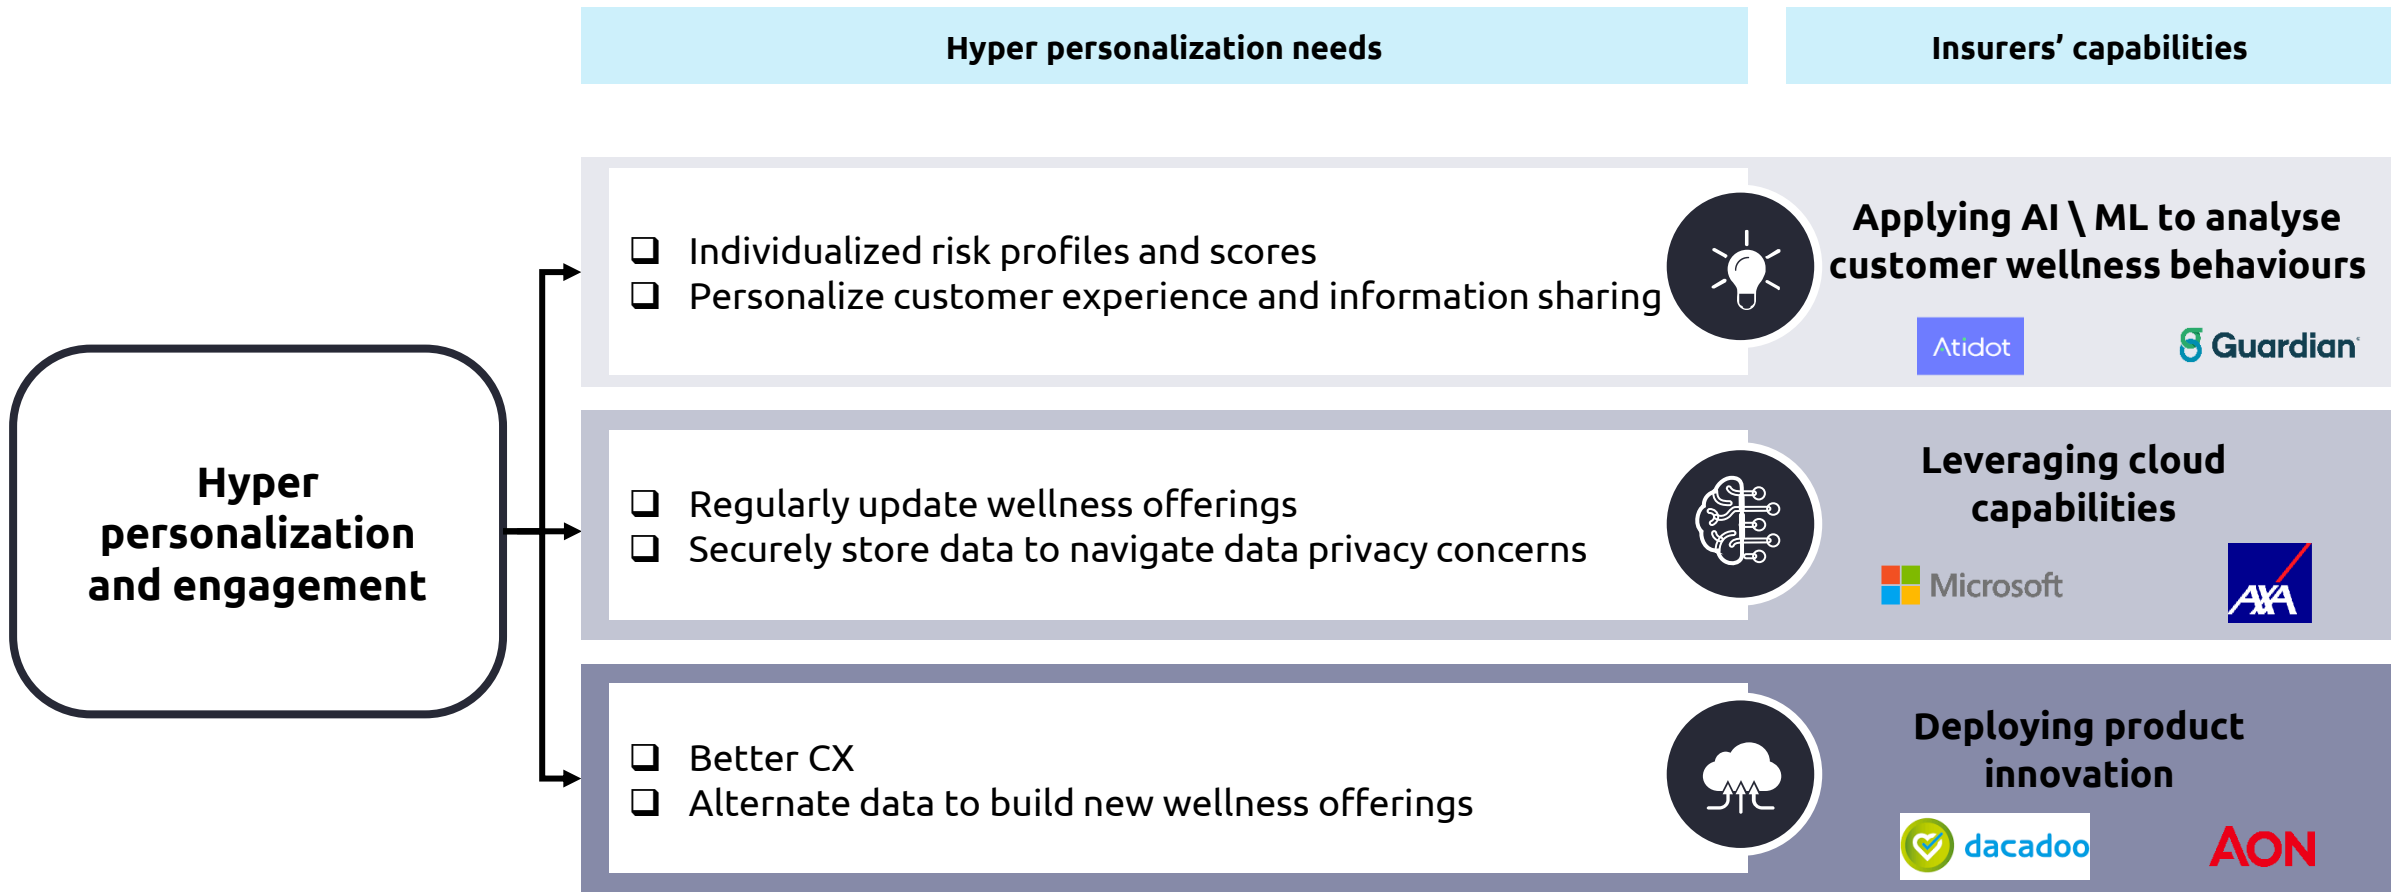 Hyper personalization needs
Insurers’ capabilities
Hyper
personalization
and engagement
❑ Individualized risk profiles and scores
❑ Personalize customer experience and information sharing
Applying AI \ ML to analyse
customer wellness behaviours
Atidot
Guardian
❑ Regularly update wellness offerings
❑ Securely store data to navigate data privacy concerns
Leveraging cloud
capabilities
Microsoft
AXA
❑ Better CX
❑ Alternate data to build new wellness offerings
Deploying product
innovation
dacadoo
AON